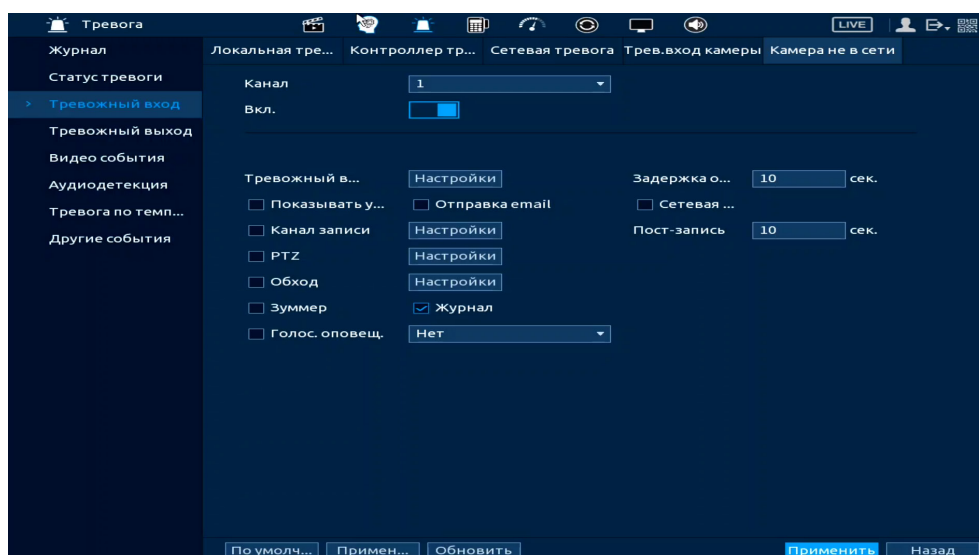 Тревога LIVE
Журнал
Статус тревоги
> Тревожный вход
Тревожный выход
Видео события
Аудиодетекция
Тревога по темп...
Другие события
Локальная тре... Контроллер тр... Сетевая тревога Трев.вход камеры Камера не в сети
Канал 1
Вкл.
Тревожный в... Настройки Задержка о... 10 сек.
Показывать у... Отправка email Сетевая ...
Канал записи Настройки Пост-запись 10 сек.
PTZ Настройки
Обход Настройки
Зуммер Журнал
Голос. оповещ. Нет
По умолч... Примен... Обновить Применить Назад